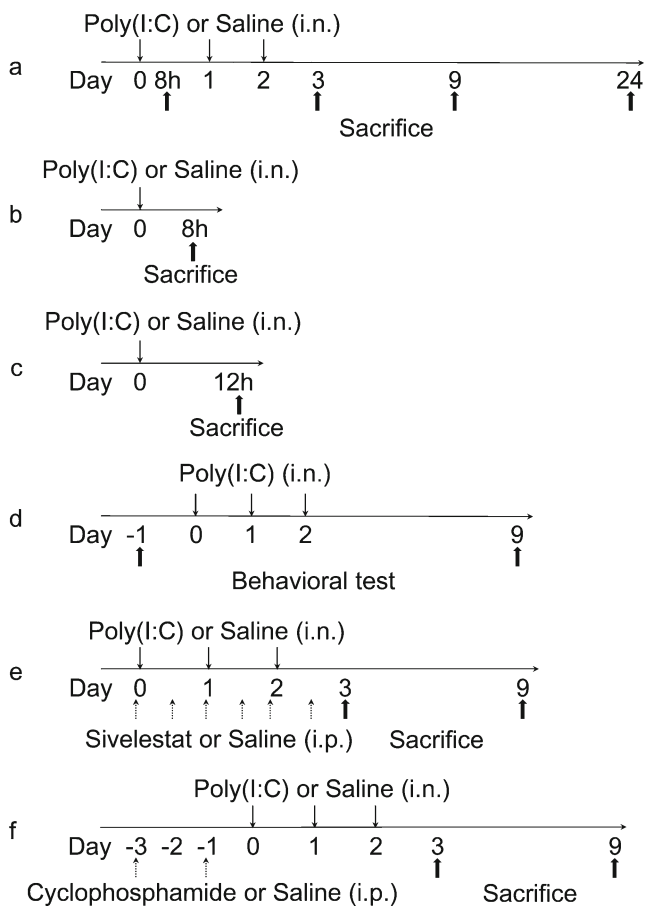 Poly(I:C) or Saline (i.n.)
a
Day 0 8h 1 2 3 9 24
Sacrifice
Poly(I:C) or Saline (i.n.)
b
Day 0 8h
Sacrifice
Poly(I:C) or Saline (i.n.)
c
Day 0 12h
Sacrifice
Poly(I:C) (i.n.)
d
Day -1 0 1 2 9
Behavioral test
Poly(I:C) or Saline (i.n.)
e
Day 0 1 2 3 9
Sivelestat or Saline (i.p.) Sacrifice
Poly(I:C) or Saline (i.n.)
f
Day -3 -2 -1 0 1 2 3 9
Cyclophosphamide or Saline (i.p.) Sacrifice